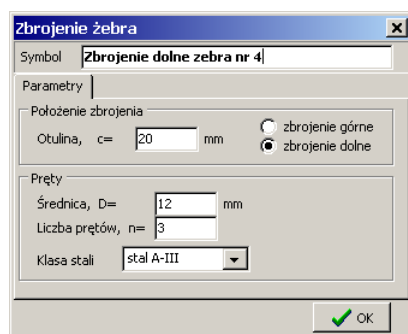 Zbrojenie żebra
Symbol Zbrojenie dolne zebra nr 4
Parametry
Położenie zbrojenia
Otulina, c= 20 mm
zbrojenie górne
zbrojenie dolne
Pręty
Średnica, D= 12 mm
Liczba prętów, n= 3
Klasa stali stal A-III
OK